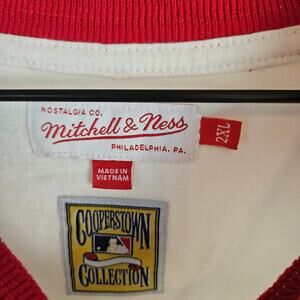 NOSTALGIA CO.
Mitchell & Ness
PHILADELPHIA, PA.
2XL
MADE IN
VIETNAM
COOPERSTOWN
COLLECTION